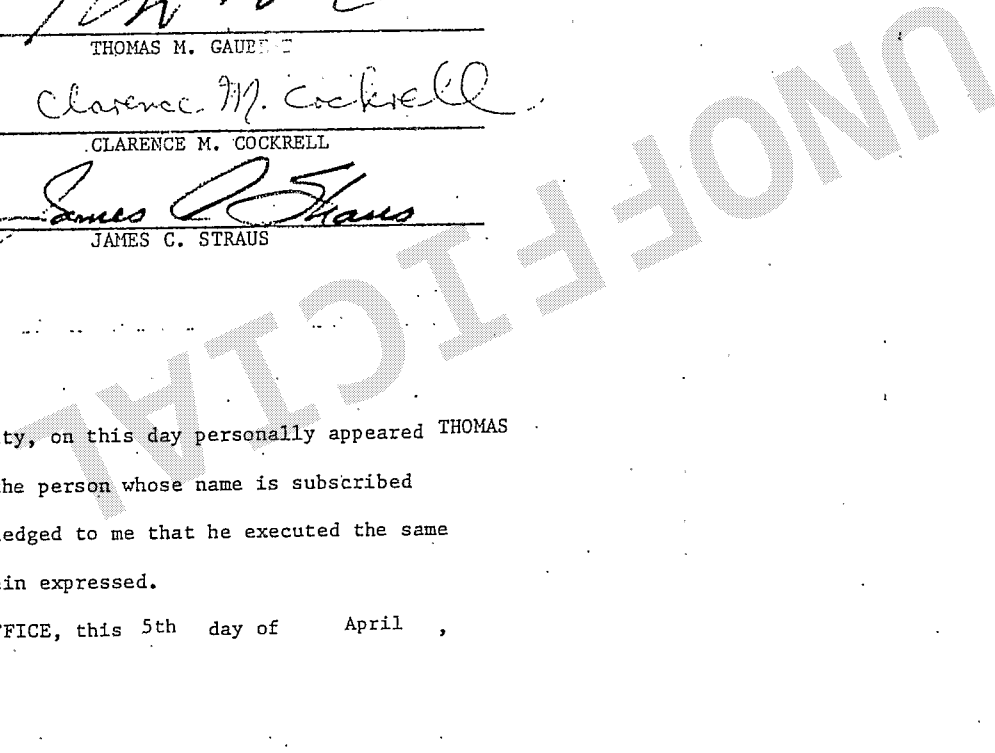 THOMAS M. GAUBE
Clarence M. Cockrell
CLARENCE M. COCKRELL
James C Straus
JAMES C. STRAUS
UNOFFICIAL
ty, on this day personally appeared THOMAS
he person whose name is subscribed
edged to me that he executed the same
in expressed.
FFICE, this 5th day of April ,